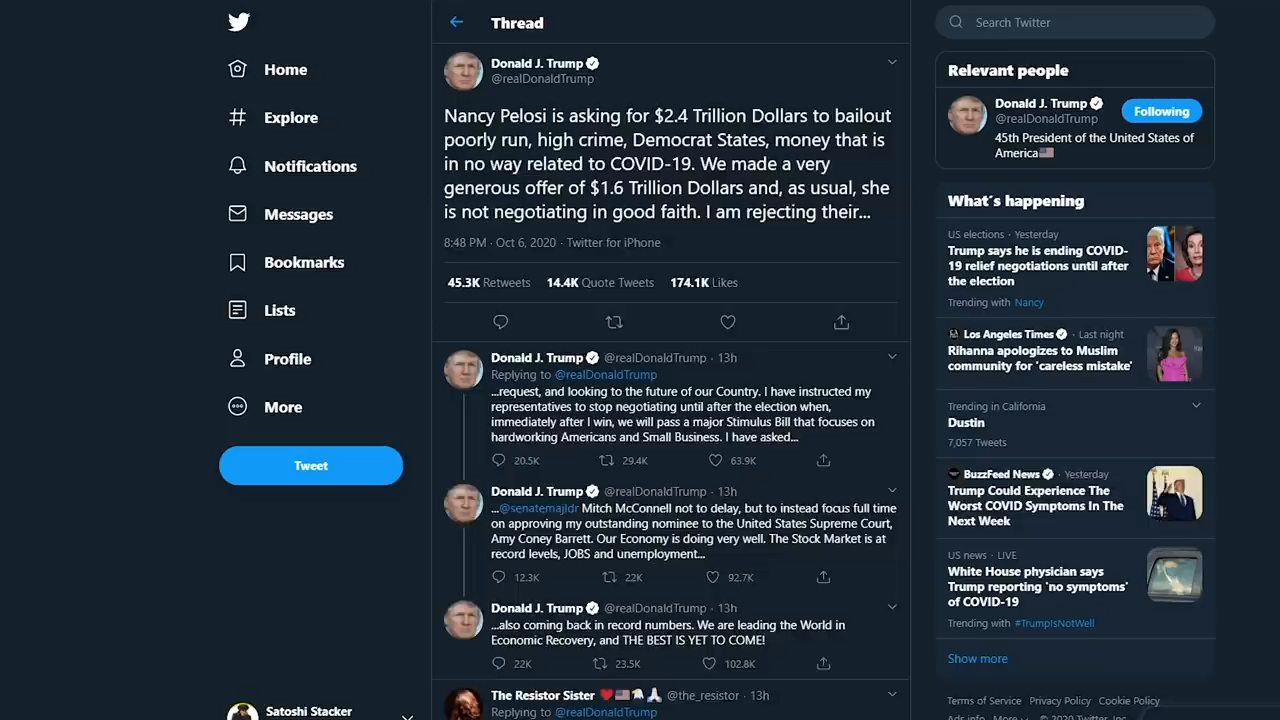 Home
Explore
Notifications
Messages
Bookmarks
Lists
Profile
More
Tweet
Satoshi Stacker
Thread
Donald J. Trump
@realDonaldTrump
Nancy Pelosi is asking for $2.4 Trillion Dollars to bailout
poorly run, high crime, Democrat States, money that is
in no way related to COVID-19. We made a very
generous offer of $1.6 Trillion Dollars and, as usual, she
is not negotiating in good faith. I am rejecting their...
8:48 PM · Oct 6, 2020 · Twitter for iPhone
45.3K Retweets 14.4K Quote Tweets 174.1K Likes
Donald J. Trump @realDonaldTrump · 13h
Replying to @realDonaldTrump
...request, and looking to the future of our Country. I have instructed my
representatives to stop negotiating until after the election when,
immediately after I win, we will pass a major Stimulus Bill that focuses on
hardworking Americans and Small Business. I have asked...
20.5K 29.4K 63.9K
Donald J. Trump @realDonaldTrump · 13h
...@senatemajldr Mitch McConnell not to delay, but to instead focus full time
on approving my outstanding nominee to the United States Supreme Court,
Amy Coney Barrett. Our Economy is doing very well. The Stock Market is at
record levels, JOBS and unemployment...
12.3K 22K 92.7K
Donald J. Trump @realDonaldTrump · 13h
...also coming back in record numbers. We are leading the World in
Economic Recovery, and THE BEST IS YET TO COME!
22K 23.5K 102.8K
The Resistor Sister ❤️🇺🇸🦅🙏 @the_resistor · 13h
Replying to @realDonaldTrump
Search Twitter
Relevant people
Donald J. Trump
@realDonaldTrump
Following
45th President of the United States of
America🇺🇸
What's happening
US elections · Yesterday
Trump says he is ending COVID-
19 relief negotiations until after
the election
Trending with Nancy
Los Angeles Times · Last night
Rihanna apologizes to Muslim
community for 'careless mistake'
Trending in California
Dustin
7,057 Tweets
BuzzFeed News · Yesterday
Trump Could Experience The
Worst COVID Symptoms In The
Next Week
US news · LIVE
White House physician says
Trump reporting 'no symptoms'
of COVID-19
Trending with #TrumpIsNotWell
Show more
Terms of Service Privacy Policy Cookie Policy
Ads info More © 2020 Twitter, Inc.